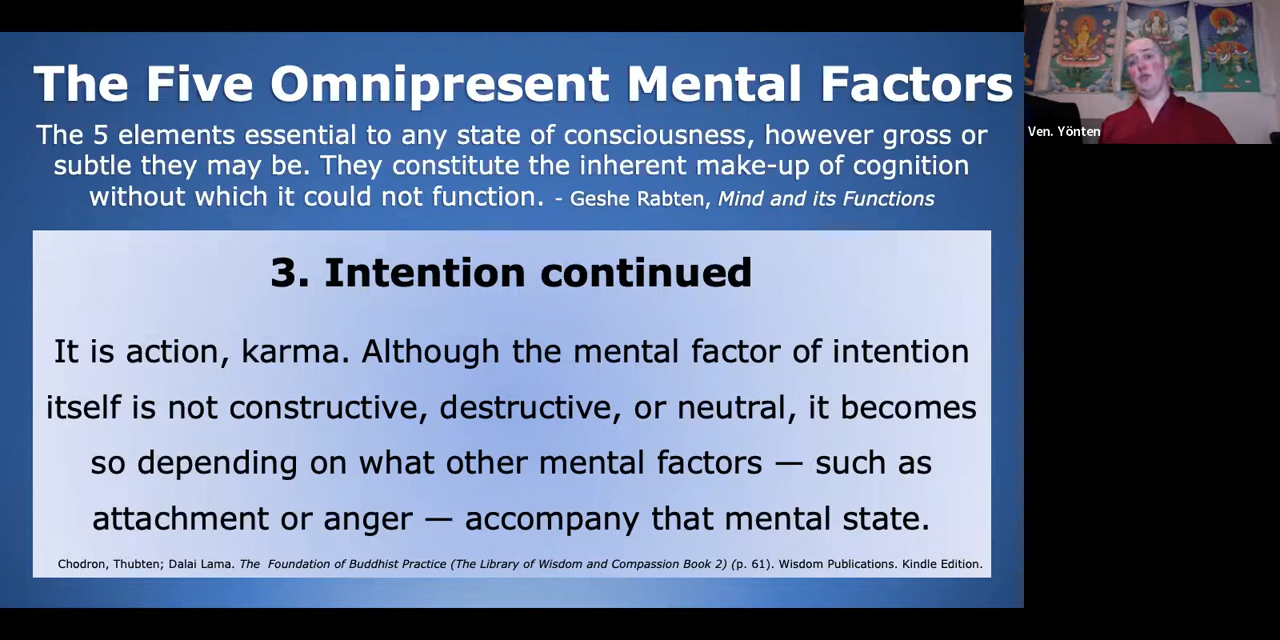 The Five Omnipresent Mental Factors
The 5 elements essential to any state of consciousness, however gross or
subtle they may be. They constitute the inherent make-up of cognition
without which it could not function. - Geshe Rabten, Mind and its Functions
3. Intention continued
It is action, karma. Although the mental factor of intention
itself is not constructive, destructive, or neutral, it becomes
so depending on what other mental factors — such as
attachment or anger — accompany that mental state.
Chodron, Thubten; Dalai Lama. The Foundation of Buddhist Practice (The Library of Wisdom and Compassion Book 2) (p. 61). Wisdom Publications. Kindle Edition.
Ven. Yönten